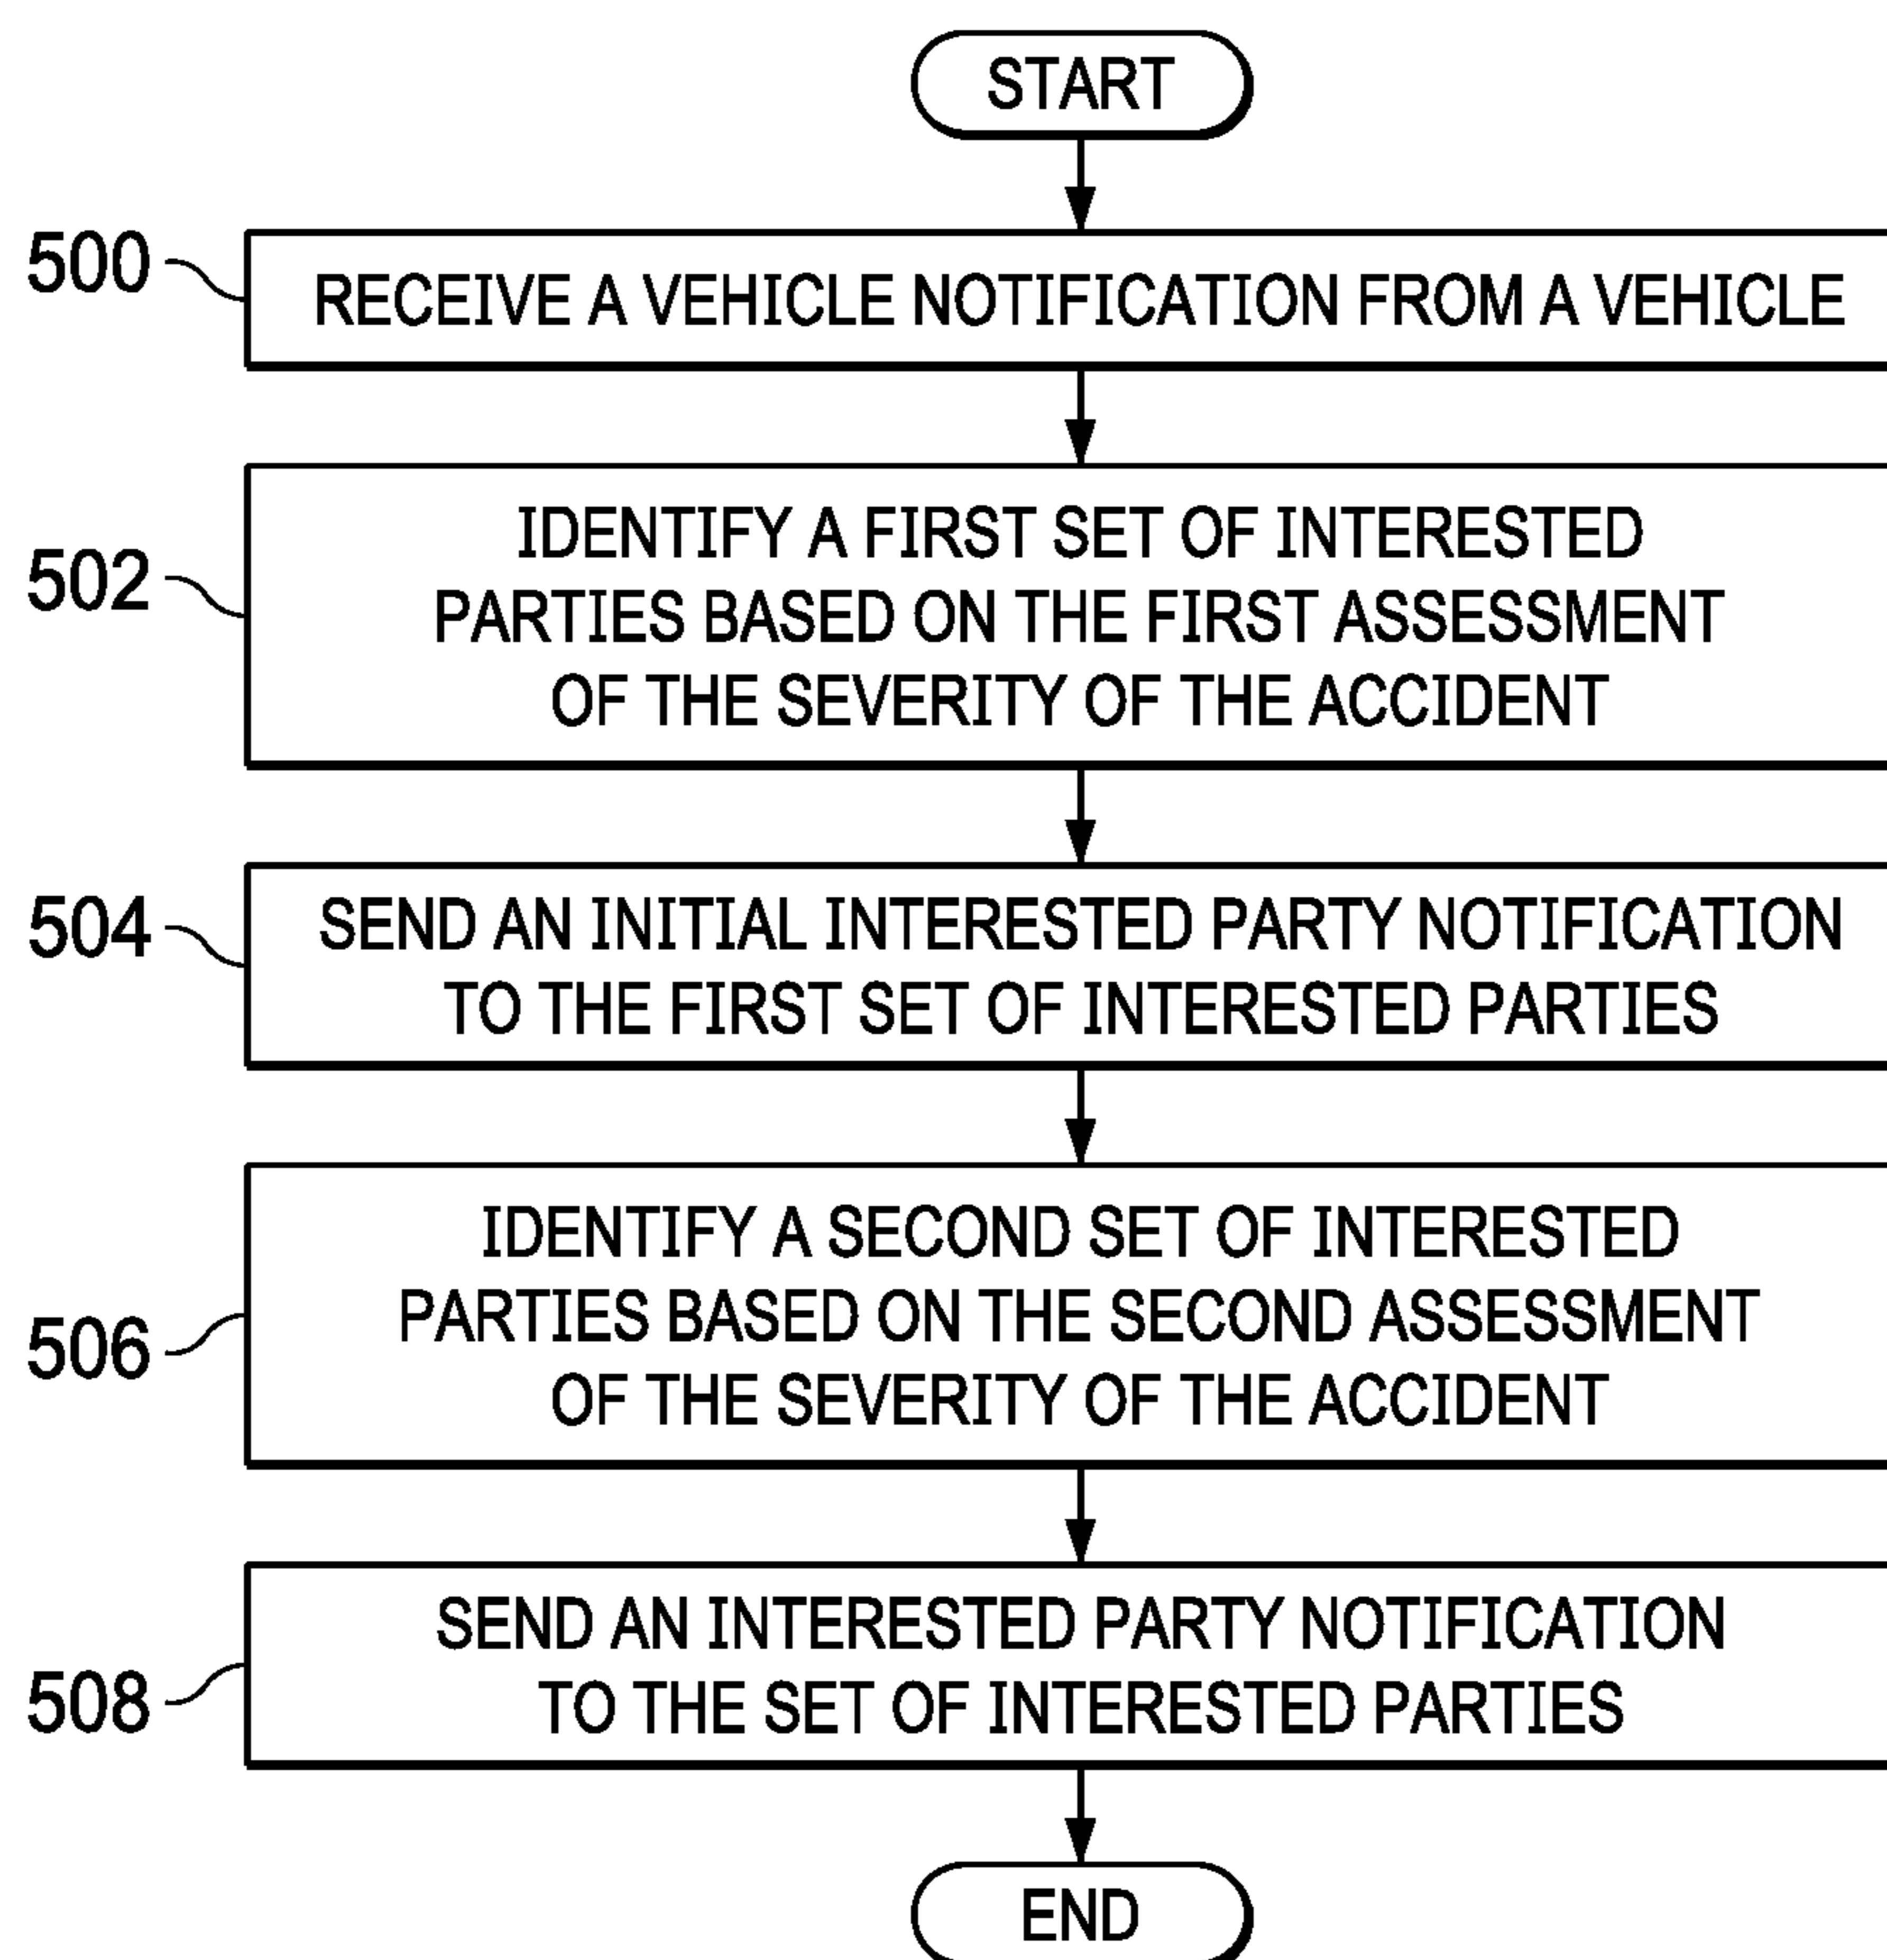 START
500
RECEIVE A VEHICLE NOTIFICATION FROM A VEHICLE
502
IDENTIFY A FIRST SET OF INTERESTED
PARTIES BASED ON THE FIRST ASSESSMENT
OF THE SEVERITY OF THE ACCIDENT
504
SEND AN INITIAL INTERESTED PARTY NOTIFICATION
TO THE FIRST SET OF INTERESTED PARTIES
506
IDENTIFY A SECOND SET OF INTERESTED
PARTIES BASED ON THE SECOND ASSESSMENT
OF THE SEVERITY OF THE ACCIDENT
508
SEND AN INTERESTED PARTY NOTIFICATION
TO THE SET OF INTERESTED PARTIES
END